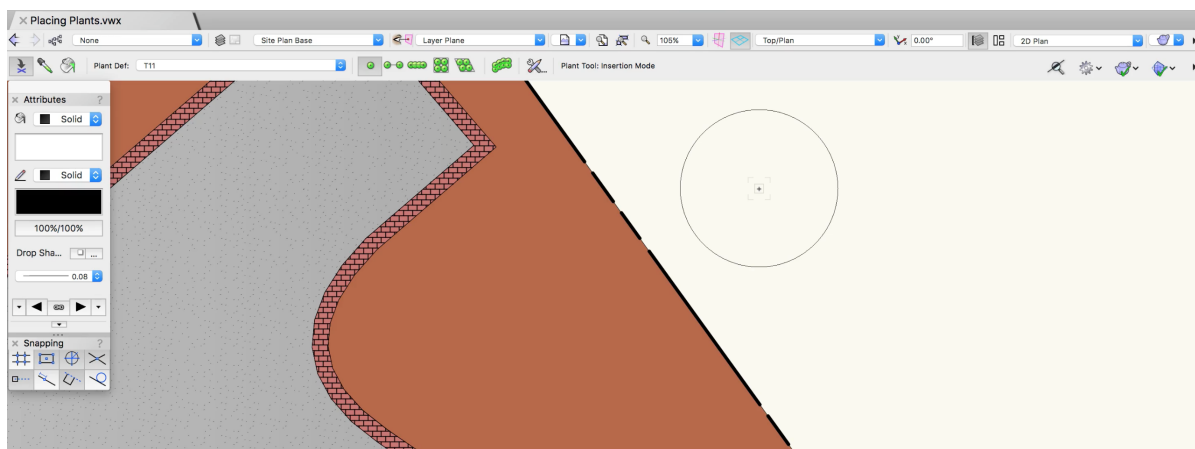 × Placing Plants.vwx
None Site Plan Base Layer Plane 105% Top/Plan 0.00° 2D Plan
Plant Def: T11 Plant Tool: Insertion Mode
× Attributes ?
Solid
Solid
100%/100%
Drop Sha... ...
0.08
× Snapping ?